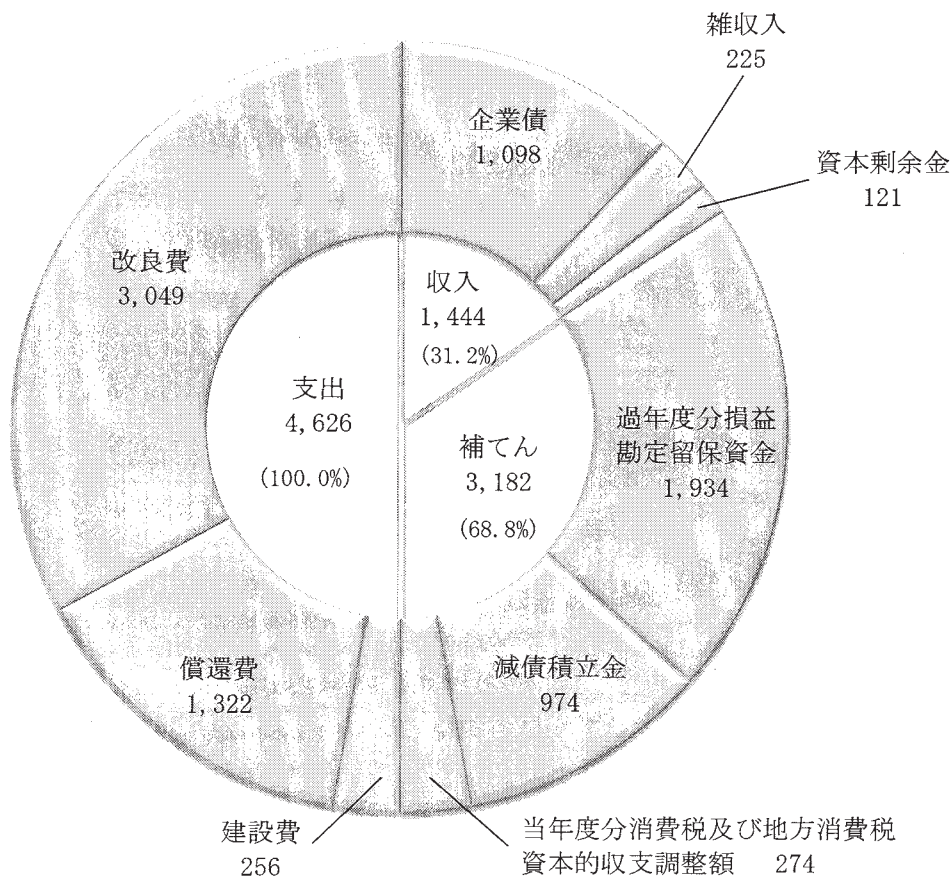 雑収入
225
企業債
1,098
資本剰余金
121
改良費
3,049
収入
1,444
(31.2%)
支出
4,626
(100.0%)
補てん
3,182
(68.8%)
過年度分損益
勘定留保資金
1,934
償還費
1,322
減債積立金
974
建設費
256
当年度分消費税及び地方消費税
資本的収支調整額 274